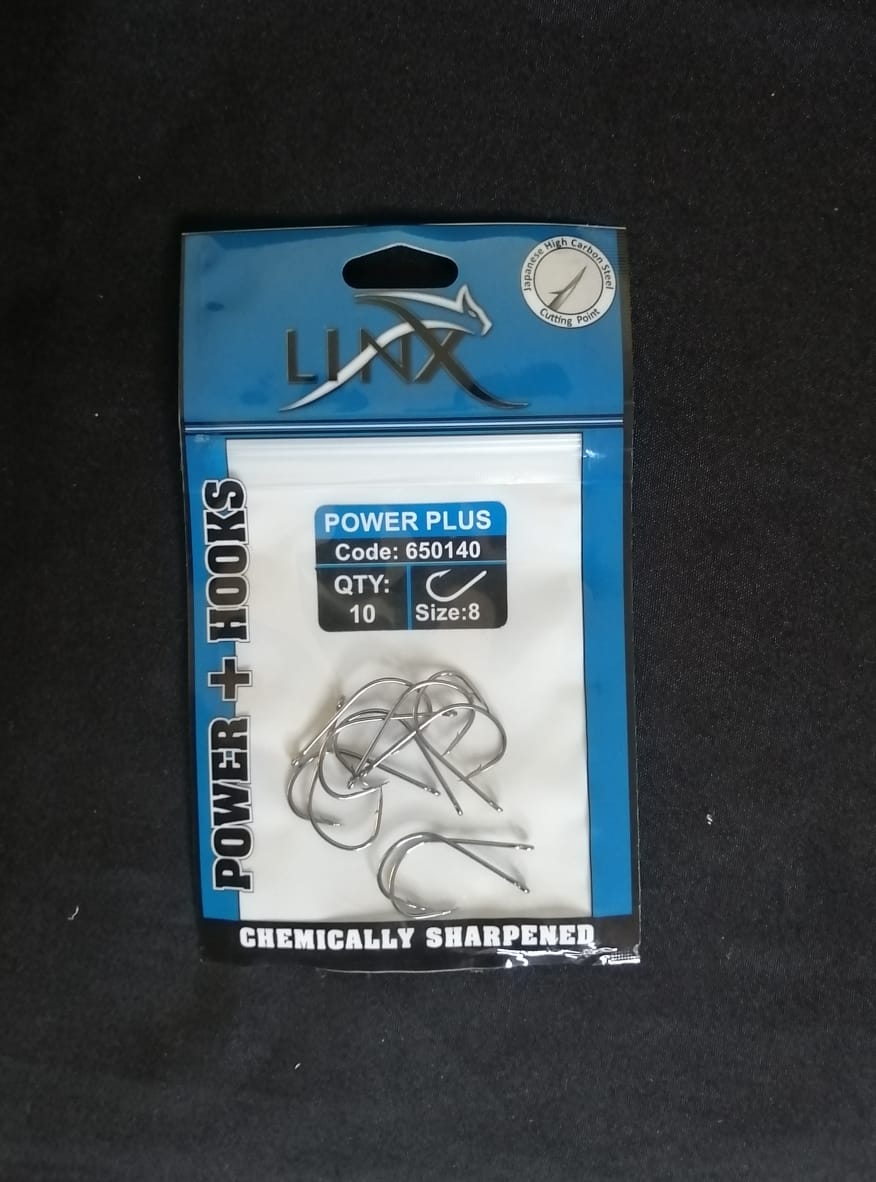 Japanese High Carbon Steel
Cutting Point
LINX
POWER + HOOKS
POWER PLUS
Code: 650140
QTY:
10
Size:8
CHEMICALLY SHARPENED